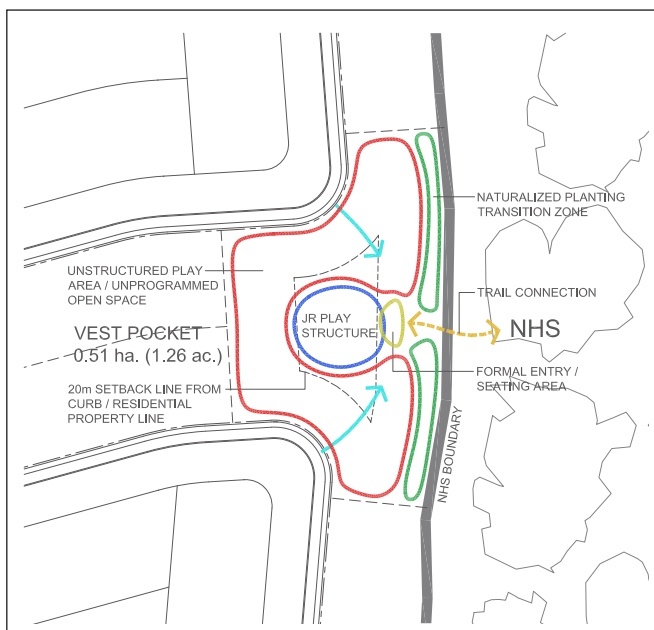 NATURALIZED PLANTING
TRANSITION ZONE
UNSTRUCTURED PLAY
AREA / UNPROGRAMMED
OPEN SPACE
TRAIL CONNECTION
JR PLAY
STRUCTURE
NHS
VEST POCKET
0.51 ha. (1.26 ac.)
FORMAL ENTRY /
SEATING AREA
20m SETBACK LINE FROM
CURB / RESIDENTIAL
PROPERTY LINE
NHS BOUNDARY